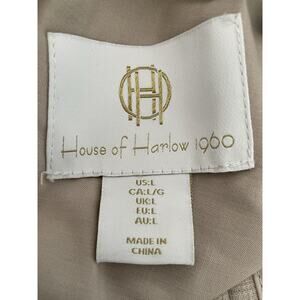 House of Harlow 1960
US:L
CA:L/G
UK:L
EU:L
AU:L
MADE IN
CHINA